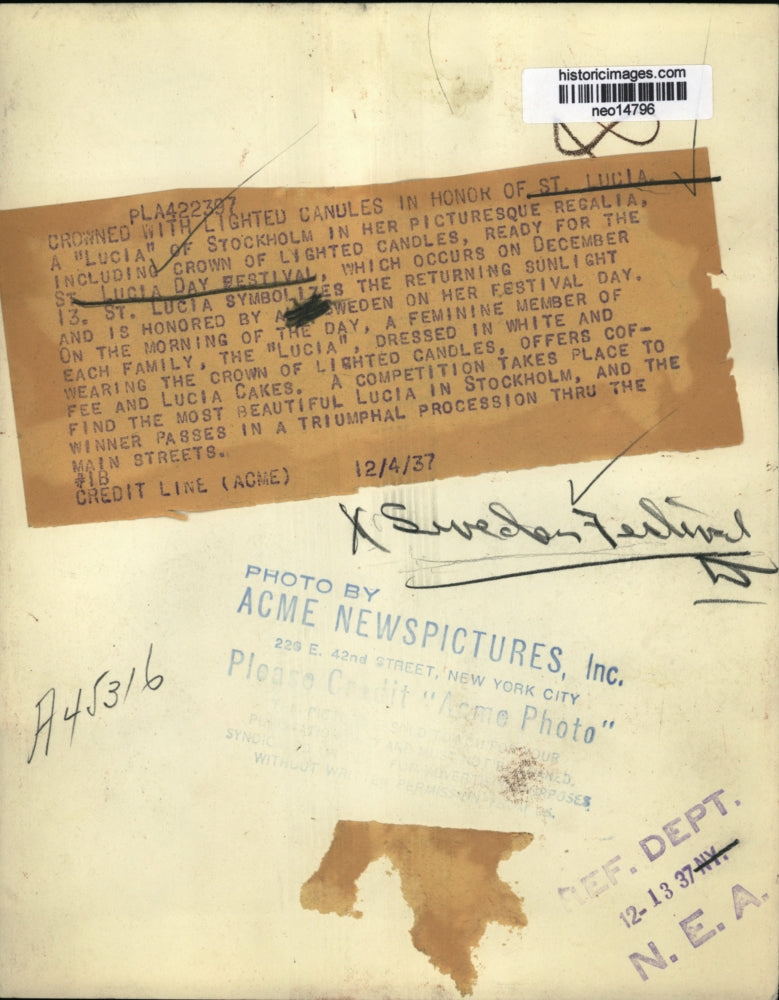 historicimages.com
neo14796
PLA422397
CROWNED WITH LIGHTED CANDLES IN HONOR OF ST. LUCIA
A "LUCIA" OF STOCKHOLM IN HER PICTURESQUE REGALIA,
INCLUDING CROWN OF LIGHTED CANDLES, READY FOR THE
ST. LUCIA DAY FESTIVAL, WHICH OCCURS ON DECEMBER
13. ST. LUCIA SYMBOLIZES THE RETURNING SUNLIGHT
AND IS HONORED BY SWEDEN ON HER FESTIVAL DAY.
ON THE MORNING OF THE DAY, A FEMININE MEMBER OF
EACH FAMILY, THE "LUCIA", DRESSED IN WHITE AND
WEARING THE CROWN OF LIGHTED CANDLES, OFFERS COF-
FEE AND LUCIA CAKES. A COMPETITION TAKES PLACE TO
FIND THE MOST BEAUTIFUL LUCIA IN STOCKHOLM, AND THE
WINNER PASSES IN A TRIUMPHAL PROCESSION THRU THE
MAIN STREETS.
#1B
CREDIT LINE (ACME) 12/4/37
X Sweden Festival
PHOTO BY
ACME NEWSPICTURES, Inc.
220 E. 42nd STREET, NEW YORK CITY
Please Credit "Acme Photo"
WITHOUT WRITTEN PERMISSION
A45316
REF. DEPT.
12-13 37 N.Y.
N. E. A.